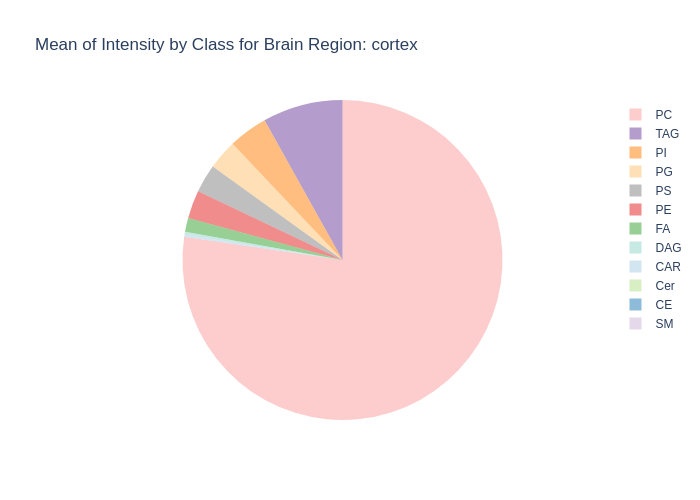 Mean of Intensity by Class for Brain Region: cortex
PC
TAG
PI
PG
PS
PE
FA
DAG
CAR
Cer
CE
SM